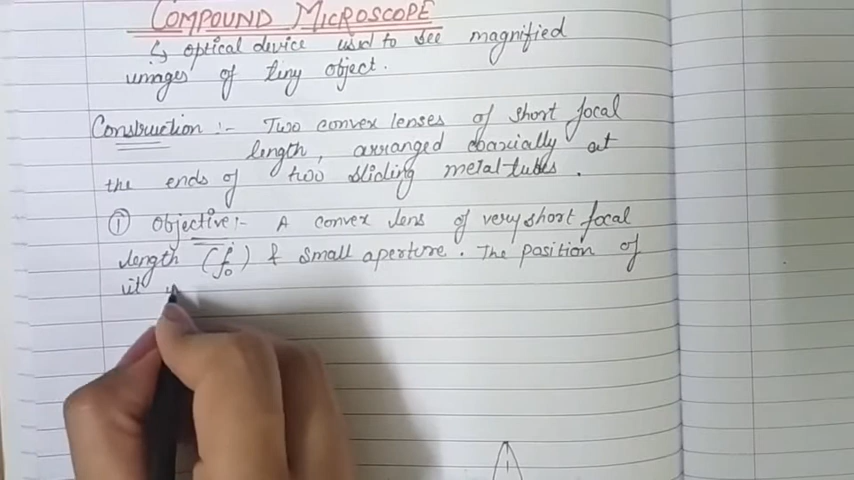 COMPOUND MICROSCOPE
↳ optical device used to see magnified
images of tiny object.
Construction :- Two convex lenses of short focal
length, arranged coaxially at
the ends of two sliding metal tubes.
① Objective:- A convex lens of very short focal
length (f₀) & small aperture. The position of
it